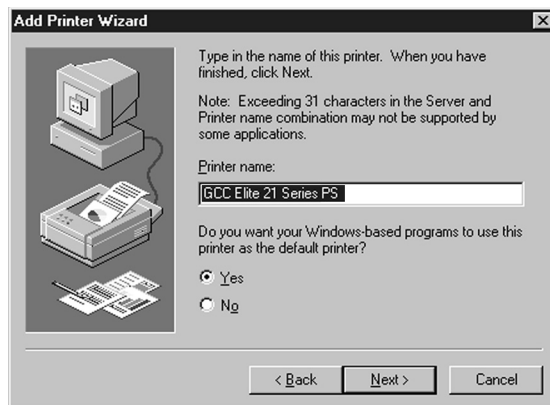 Add Printer Wizard
Type in the name of this printer. When you have
finished, click Next.
Note: Exceeding 31 characters in the Server and
Printer name combination may not be supported by
some applications.
Printer name:
GCC Elite 21 Series PS
Do you want your Windows-based programs to use this
printer as the default printer?
Yes
No
< Back
Next >
Cancel